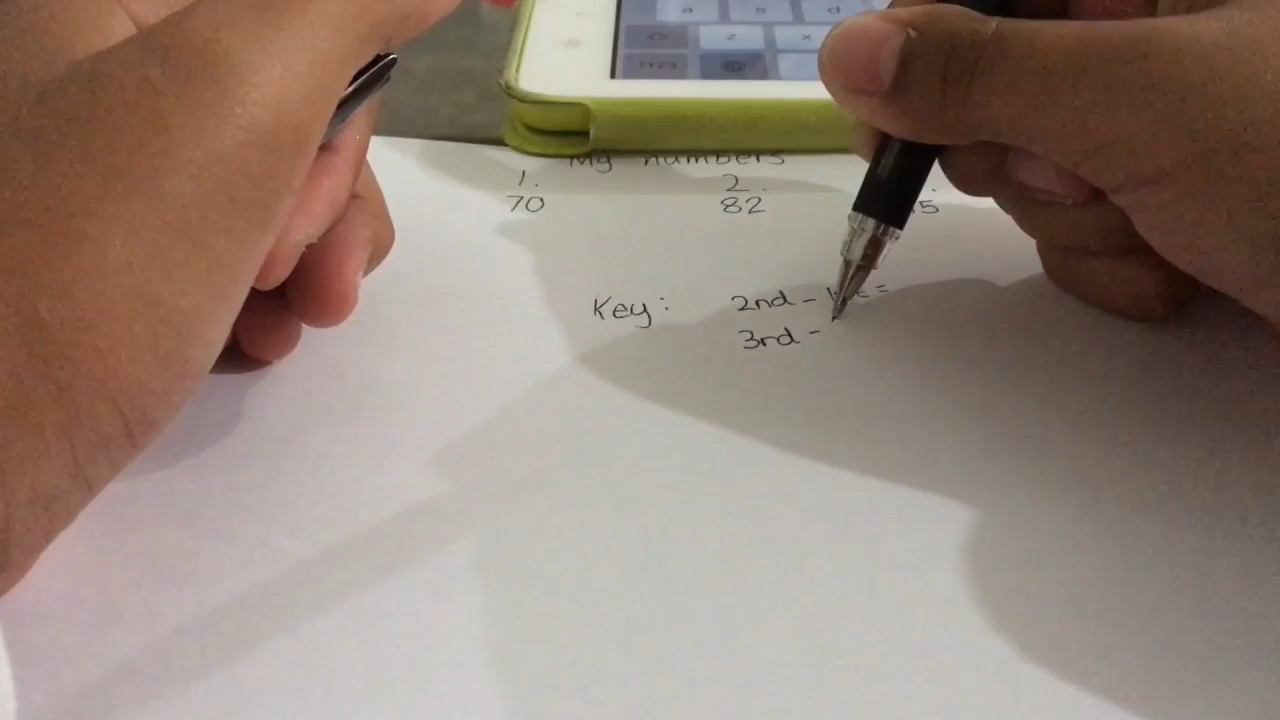 a s d
z x
My numbers
1. 2.
70 82
Key: 2nd - =
3rd -